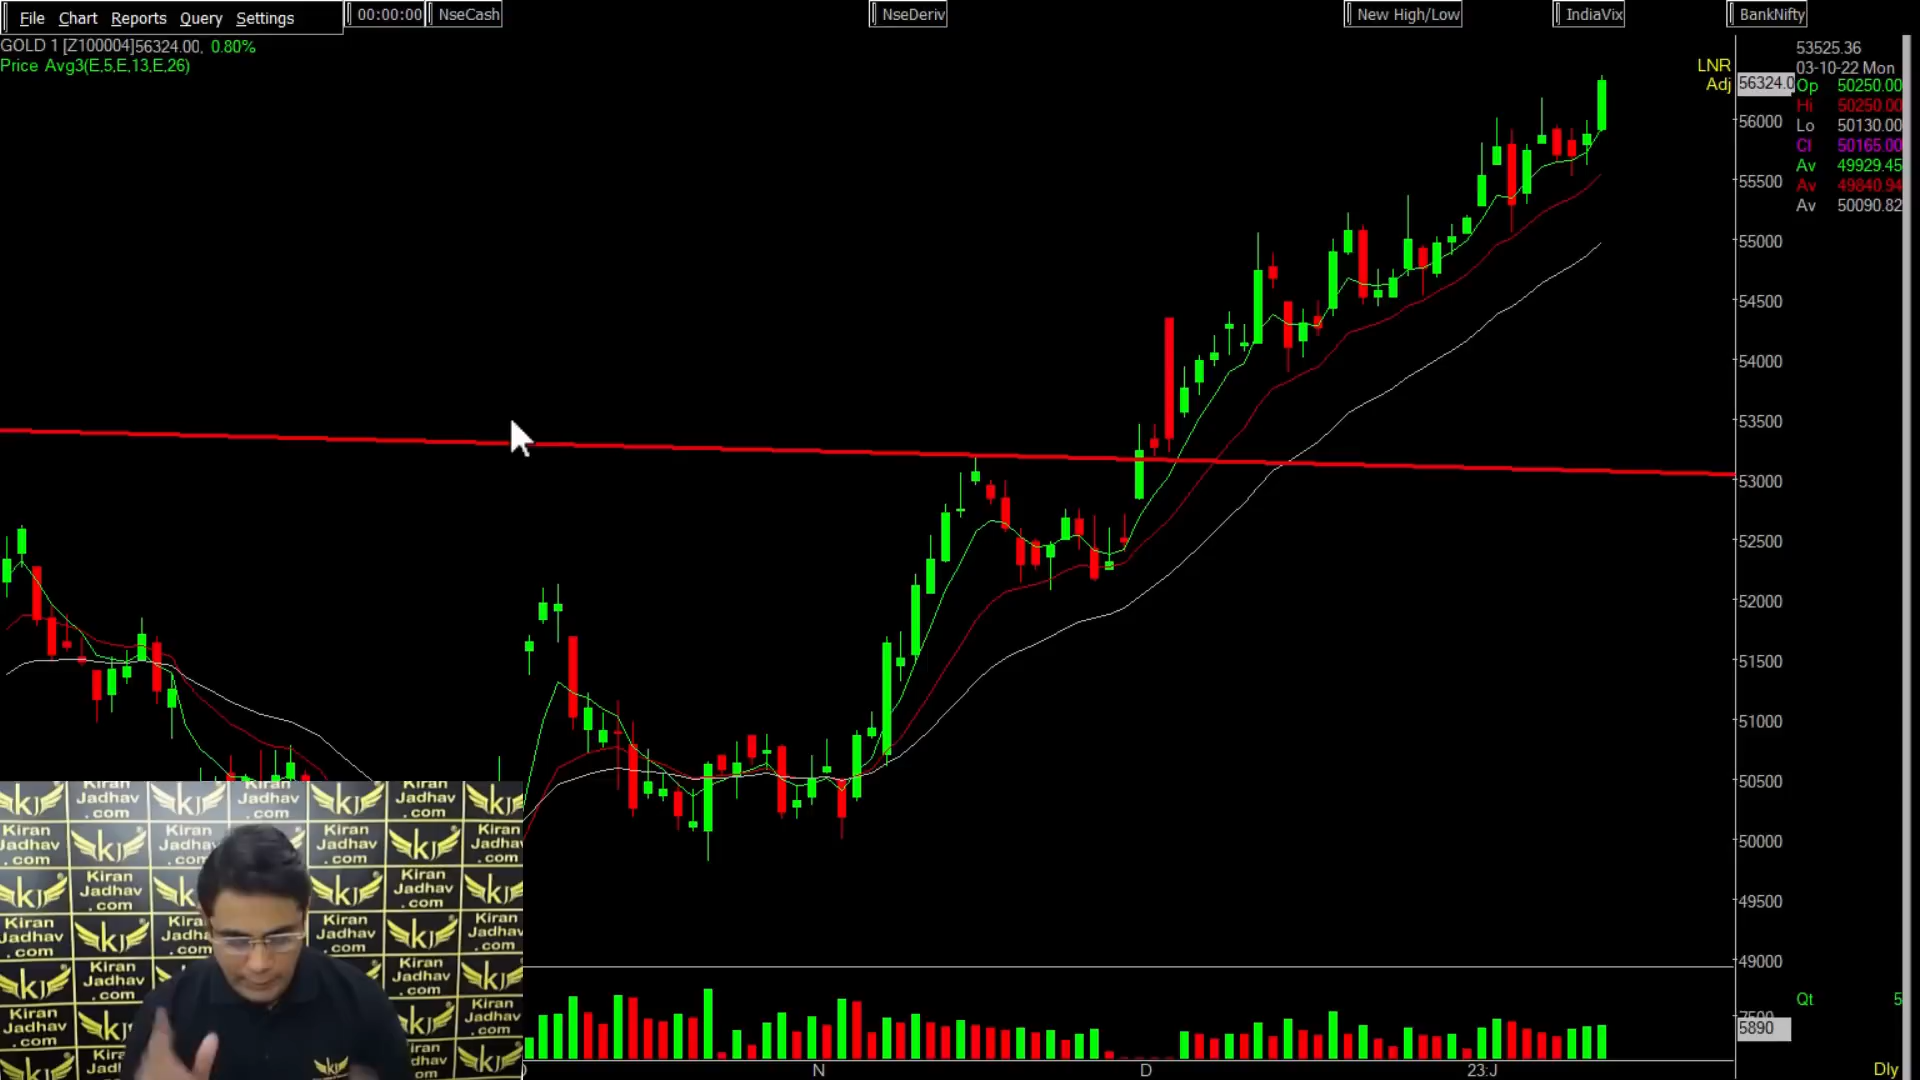 File Chart Reports Query Settings 00:00:00 NseCash NseDeriv New High/Low IndiaVix BankNifty
GOLD 1 [Z100004]56324.00, 0.80%
Price Avg3(E,5,E,13,E,26)
LNR
Adj
53525.36
03-10-22 Mon
Op 50250.00
Hi 50250.00
Lo 50130.00
Cl 50165.00
Av 49929.45
Av 49840.94
Av 50090.82
56324.0
56000
55500
55000
54500
54000
53500
53000
52500
52000
51500
51000
50500
50000
49500
49000
Qt 5
5890
N D 23:J
Dly
Kiran
Jadhav
.com
KJ